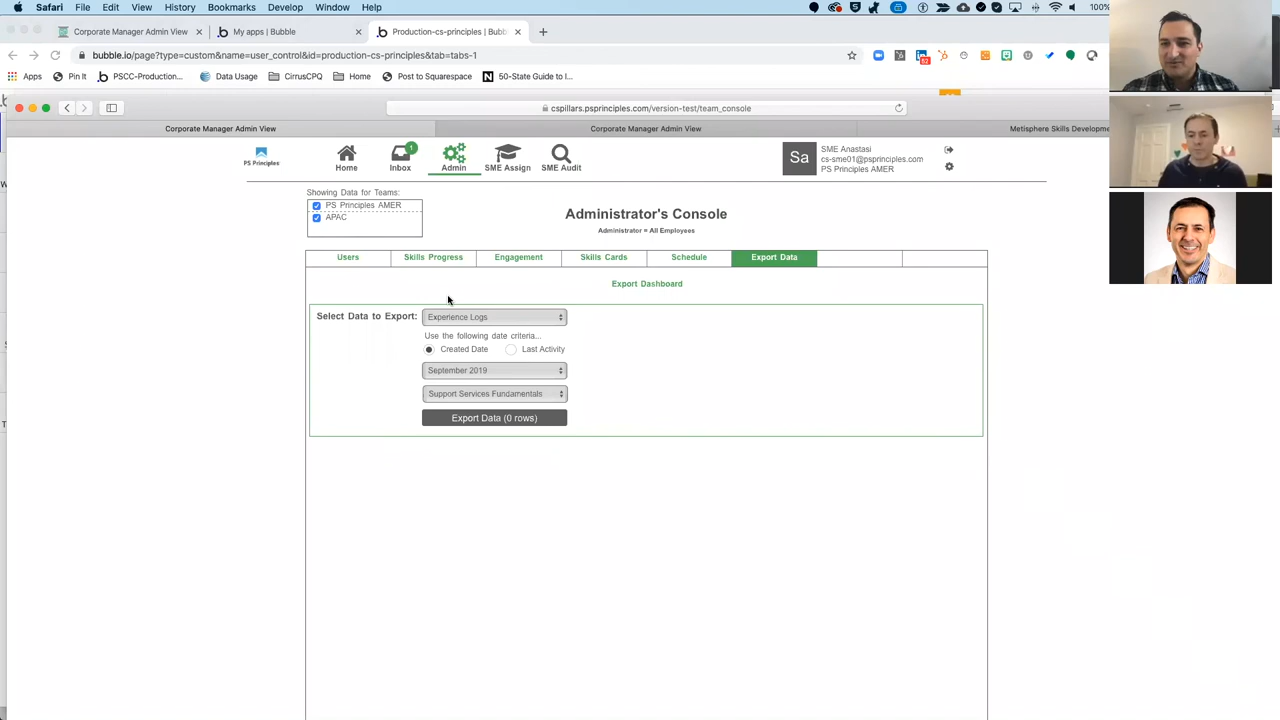 Safari File Edit View History Bookmarks Develop Window Help 100%
Corporate Manager Admin View My apps | Bubble Production-cs-principles | Bubb
bubble.io/page?type=custom&name=user_control&id=production-cs-principles&tab=tabs-1
Apps Pin It PSCC-Production... Data Usage CirrusCPQ Home Post to Squarespace 50-State Guide to I...
cspillars.psprinciples.com/version-test/team_console
Corporate Manager Admin View Corporate Manager Admin View Metisphere Skills Developme
PS Principles
Home Inbox 1 Admin SME Assign SME Audit
Sa
SME Anastasi
cs-sme01@psprinciples.com
PS Principles AMER
Showing Data for Teams:
PS Principles AMER
APAC
Administrator's Console
Administrator = All Employees
Users Skills Progress Engagement Skills Cards Schedule Export Data
Export Dashboard
Select Data to Export: Experience Logs
Use the following date criteria...
Created Date Last Activity
September 2019
Support Services Fundamentals
Export Data (0 rows)